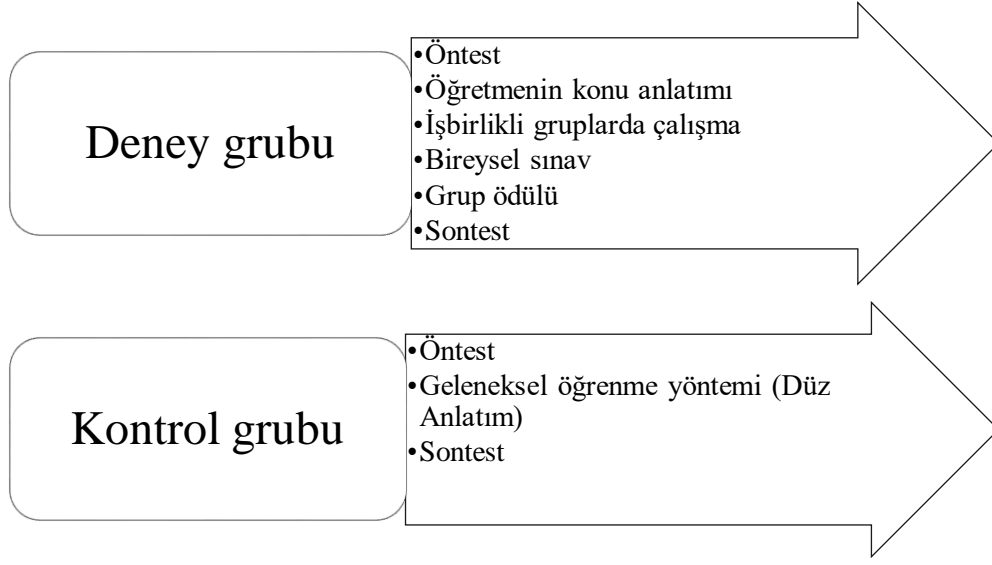 Deney grubu
•Öntest
•Öğretmenin konu anlatımı
•İşbirlikli gruplarda çalışma
•Bireysel sınav
•Grup ödülü
•Sontest
Kontrol grubu
•Öntest
•Geleneksel öğrenme yöntemi (Düz
Anlatım)
•Sontest